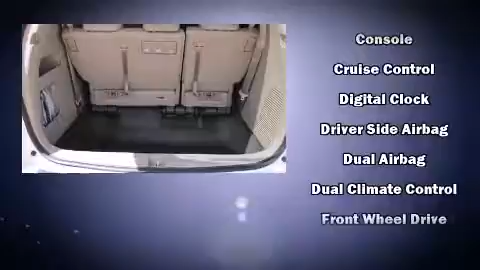 Console
Cruise Control
Digital Clock
Driver Side Airbag
Dual Airbag
Dual Climate Control
Front Wheel Drive